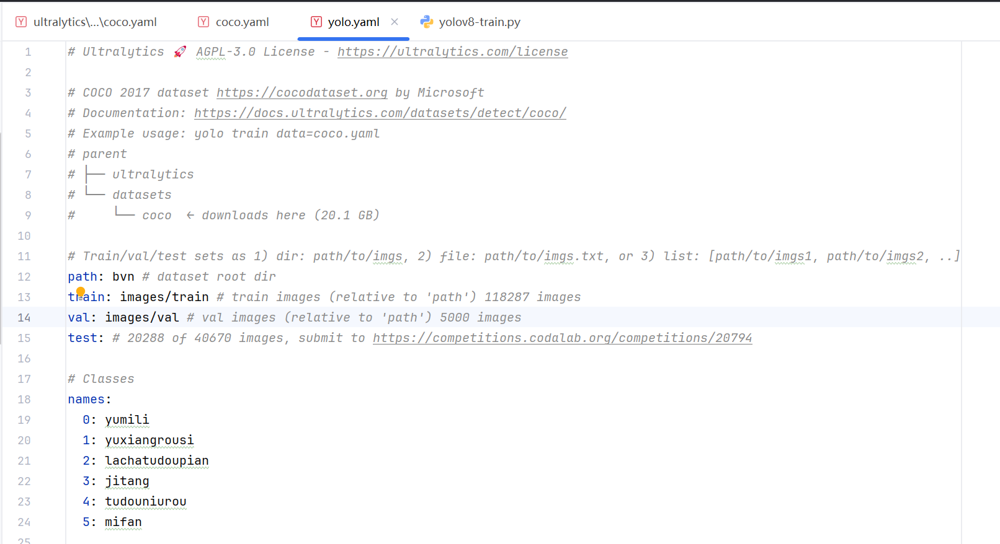 ultralytics\...\coco.yaml coco.yaml yolo.yaml yolov8-train.py
1 # Ultralytics 🚀 AGPL-3.0 License - https://ultralytics.com/license
2
3 # COCO 2017 dataset https://cocodataset.org by Microsoft
4 # Documentation: https://docs.ultralytics.com/datasets/detect/coco/
5 # Example usage: yolo train data=coco.yaml
6 # parent
7 # ├── ultralytics
8 # └── datasets
9 #     └── coco  ← downloads here (20.1 GB)
10
11 # Train/val/test sets as 1) dir: path/to/imgs, 2) file: path/to/imgs.txt, or 3) list: [path/to/imgs1, path/to/imgs2, ..]
12 path: bvn # dataset root dir
13 train: images/train # train images (relative to 'path') 118287 images
14 val: images/val # val images (relative to 'path') 5000 images
15 test: # 20288 of 40670 images, submit to https://competitions.codalab.org/competitions/20794
16
17 # Classes
18 names:
19   0: yumili
20   1: yuxiangrousi
21   2: lachatudoupian
22   3: jitang
23   4: tudouniurou
24   5: mifan
25